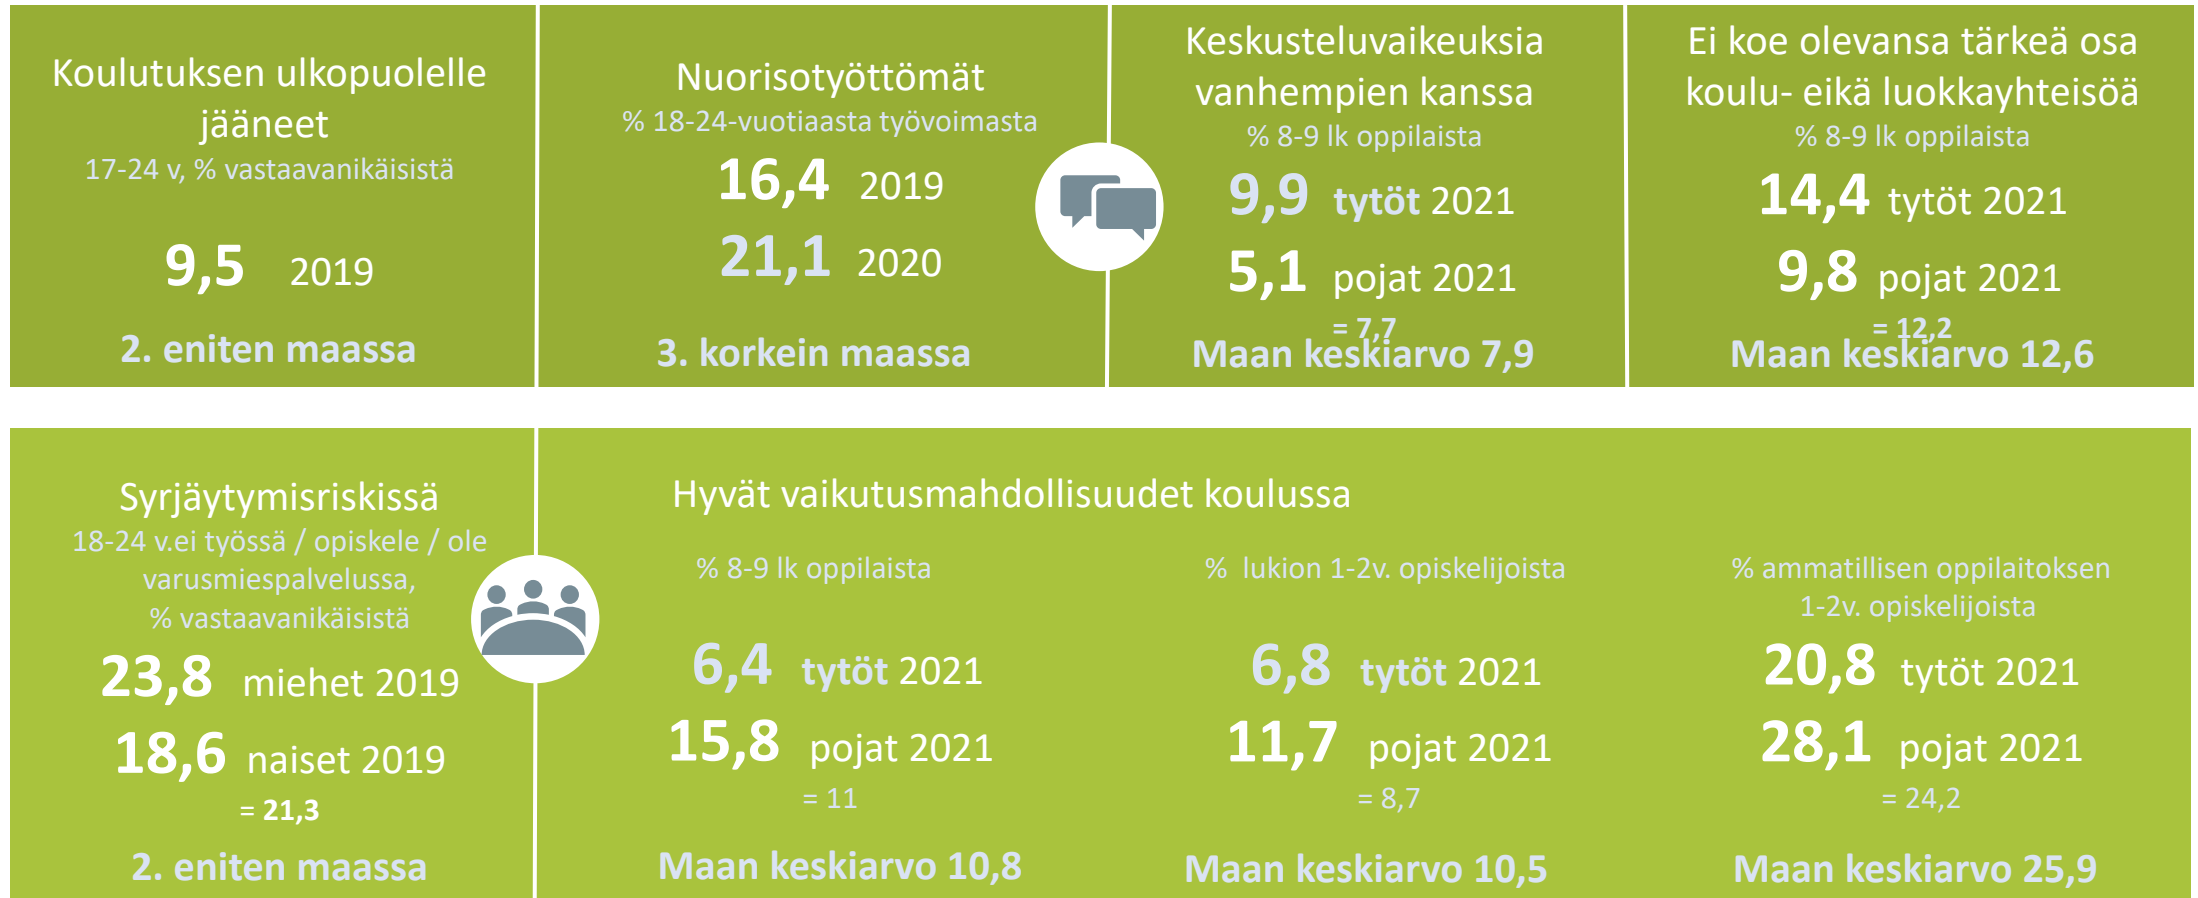 Koulutuksen ulkopuolelle
jääneet
17-24 v, % vastaavanikäisistä
9,5 2019
2. eniten maassa
Nuorisotyöttömät
% 18-24-vuotiaasta työvoimasta
16,4 2019
21,1 2020
3. korkein maassa
Keskusteluvaikeuksia
vanhempien kanssa
% 8-9 lk oppilaista
9,9 tytöt 2021
5,1 pojat 2021
= 7,7
Maan keskiarvo 7,9
Ei koe olevansa tärkeä osa
koulu- eikä luokkayhteisöä
% 8-9 lk oppilaista
14,4 tytöt 2021
9,8 pojat 2021
= 12,2
Maan keskiarvo 12,6
Syrjäytymisriskissä
18-24 v.ei työssä / opiskele / ole
varusmiespalvelussa,
% vastaavanikäisistä
23,8 miehet 2019
18,6 naiset 2019
= 21,3
2. eniten maassa
Hyvät vaikutusmahdollisuudet koulussa
% 8-9 lk oppilaista
6,4 tytöt 2021
15,8 pojat 2021
= 11
Maan keskiarvo 10,8
% lukion 1-2v. opiskelijoista
6,8 tytöt 2021
11,7 pojat 2021
= 8,7
Maan keskiarvo 10,5
% ammatillisen oppilaitoksen
1-2v. opiskelijoista
20,8 tytöt 2021
28,1 pojat 2021
= 24,2
Maan keskiarvo 25,9